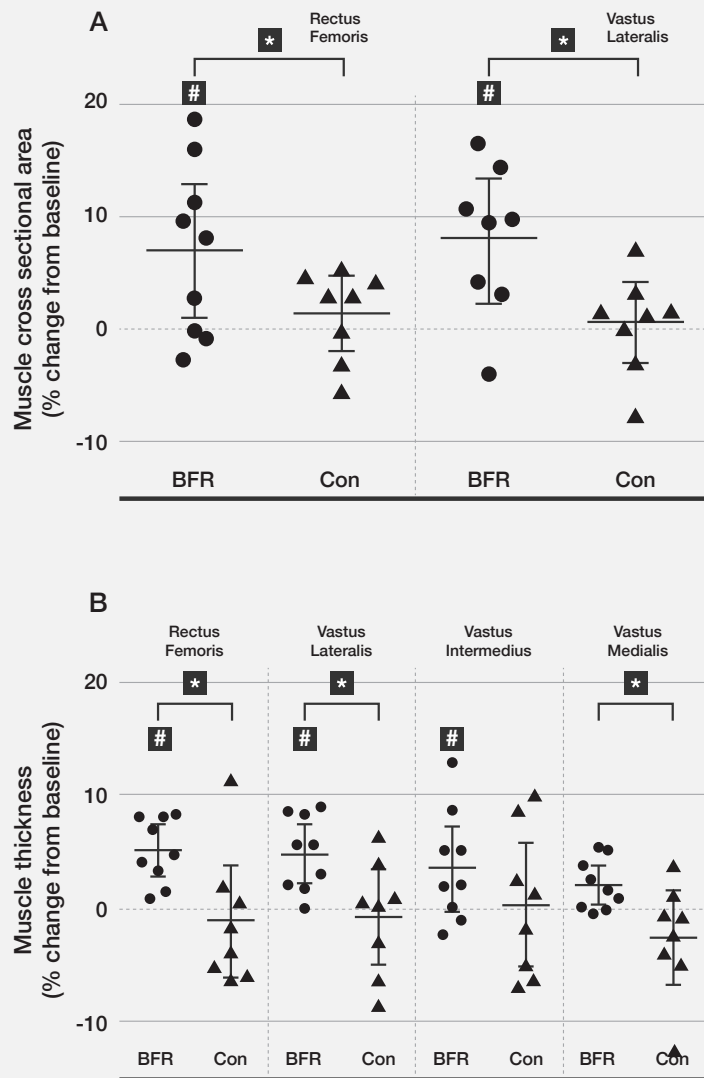 A
Rectus
Femoris
Vastus
Lateralis
*
*
#
#
Muscle cross sectional area
(% change from baseline)
20
10
0
-10
BFR
Con
BFR
Con
B
Rectus
Femoris
Vastus
Lateralis
Vastus
Intermedius
Vastus
Medialis
*
*
*
#
#
#
Muscle thickness
(% change from baseline)
20
10
0
-10
BFR
Con
BFR
Con
BFR
Con
BFR
Con